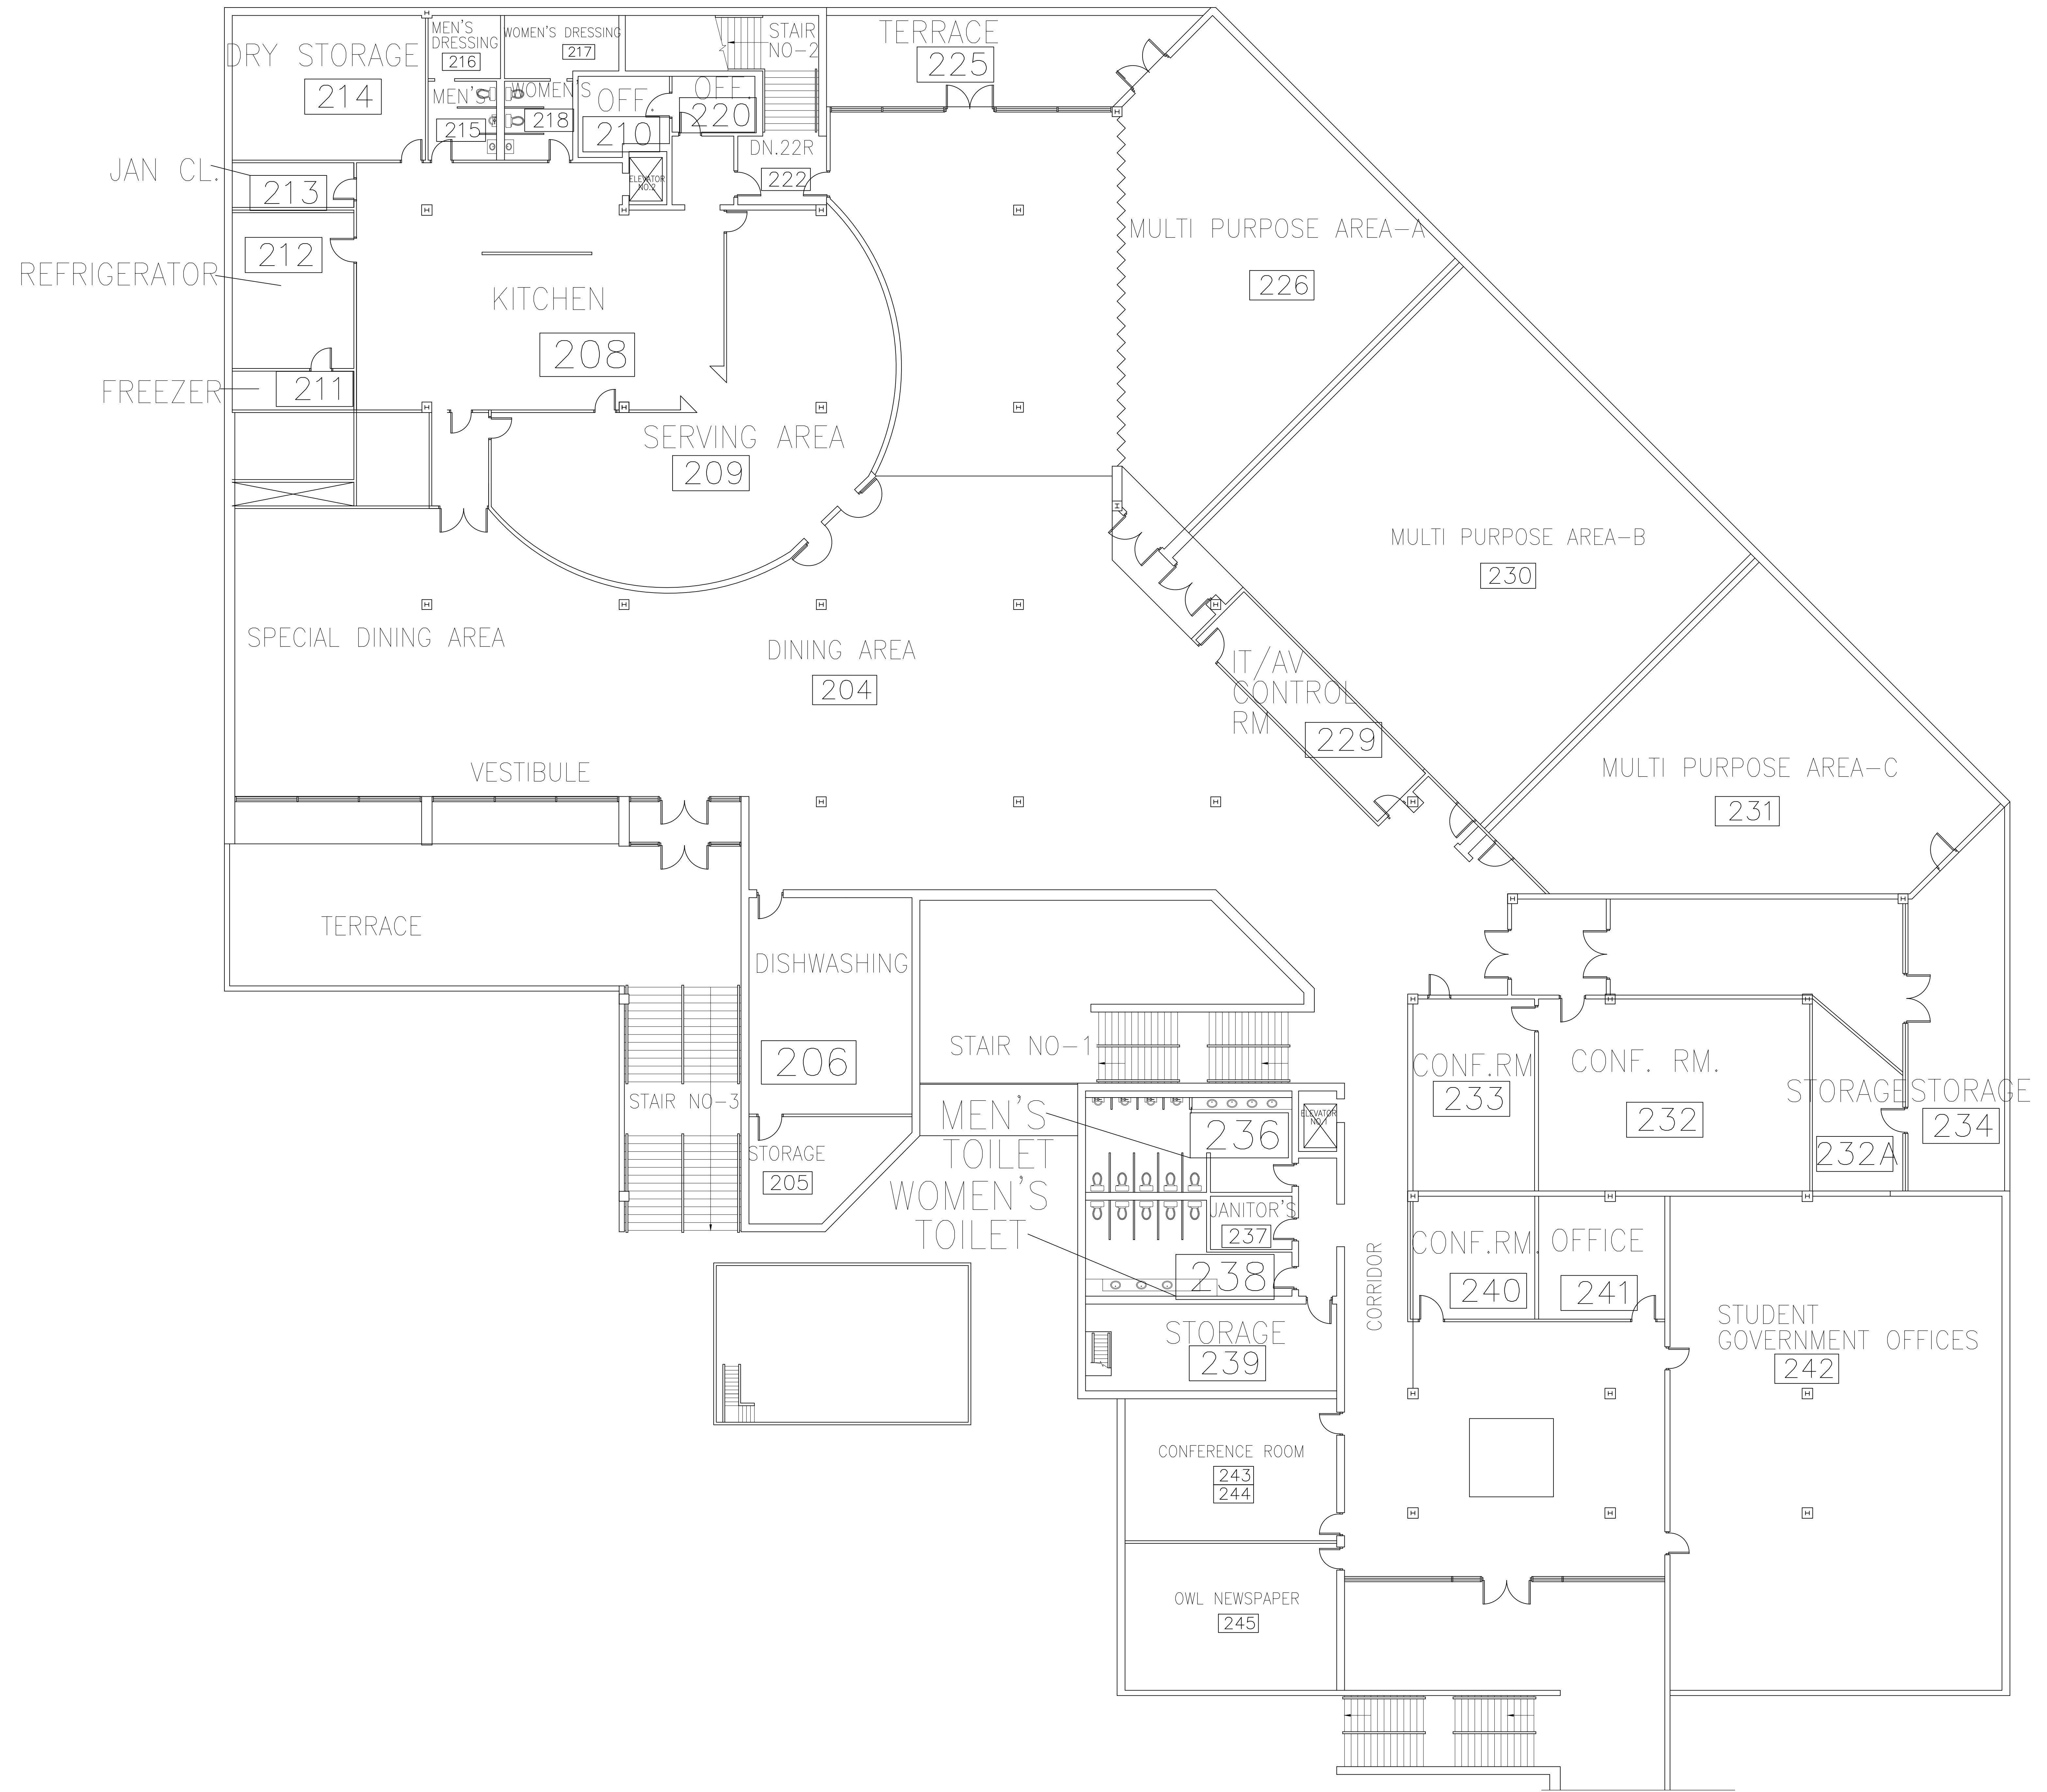 MEN'S
DRESSING
216
WOMEN'S DRESSING
217
STAIR
NO-2
TERRACE
225
DRY STORAGE
214
MEN'S
215
WOMEN'S
218
OFF.
210
OFF.
220
DN.22R
222
JAN CL.
213
ELEVATOR
NO.2
212
REFRIGERATOR
KITCHEN
208
FREEZER
211
SERVING AREA
209
MULTI PURPOSE AREA-A
226
MULTI PURPOSE AREA-B
230
SPECIAL DINING AREA
DINING AREA
204
IT/AV
CONTROL
RM
229
VESTIBULE
MULTI PURPOSE AREA-C
231
TERRACE
DISHWASHING
206
STAIR NO-1
STAIR NO-3
STORAGE
205
MEN'S
TOILET
236
WOMEN'S
TOILET
238
ELEVATOR
NO.1
JANITOR'S
237
CONF.RM
233
CONF. RM.
232
STORAGE
232A
STORAGE
234
CORRIDOR
CONF.RM.
240
OFFICE
241
STORAGE
239
STUDENT
GOVERNMENT OFFICES
242
CONFERENCE ROOM
243
244
OWL NEWSPAPER
245